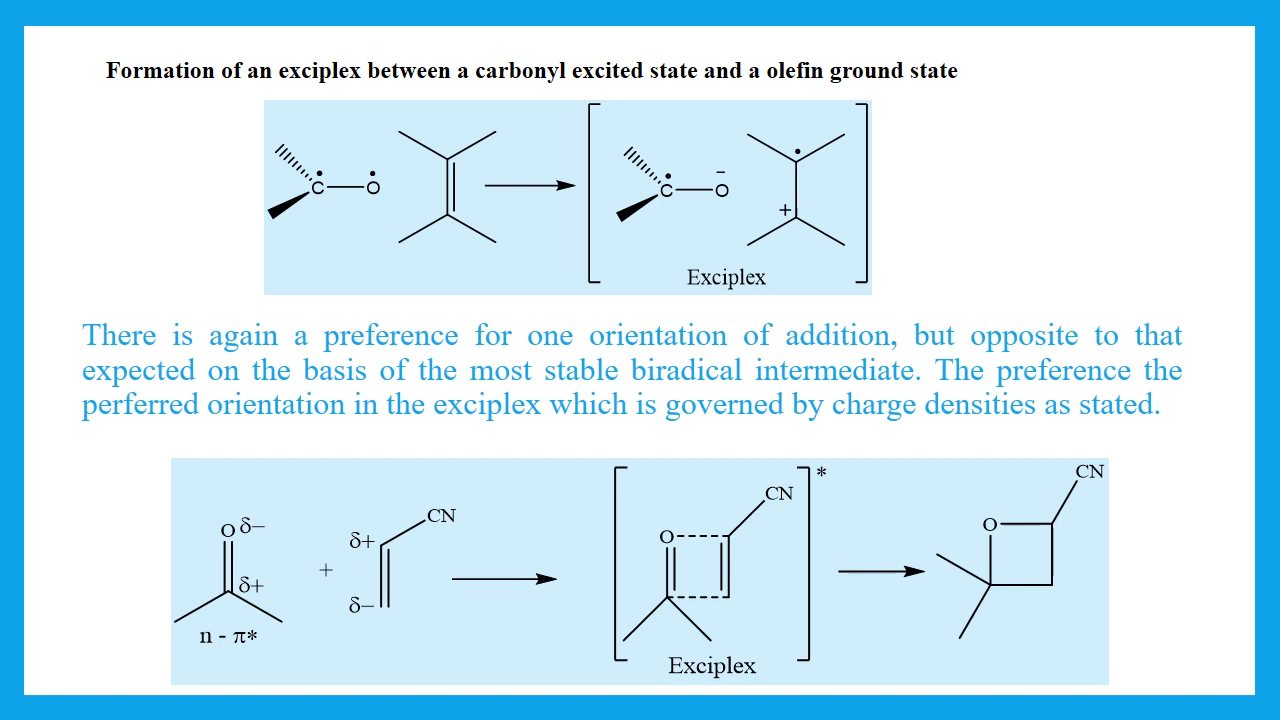 Formation of an exciplex between a carbonyl excited state and a olefin ground state
C O
C O
−
+
Exciplex
There is again a preference for one orientation of addition, but opposite to that
expected on the basis of the most stable biradical intermediate. The preference the
perferred orientation in the exciplex which is governed by charge densities as stated.
O δ−
δ+
n - π*
+
CN
δ+
δ−
*
CN
O
Exciplex
CN
O